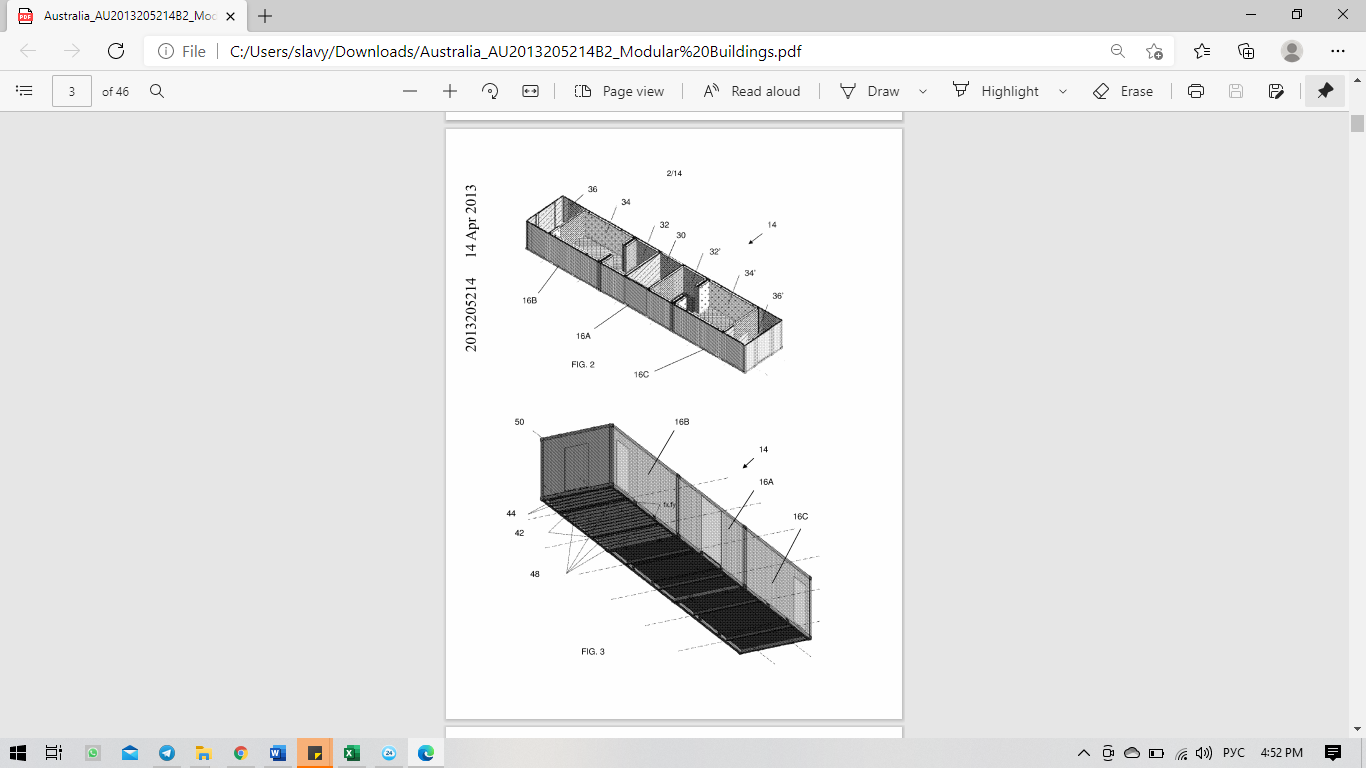 Australia_AU2013205214B2_Mod
File
C:/Users/slavy/Downloads/Australia_AU2013205214B2_Modular%20Buildings.pdf
3 of 46
Page view
Read aloud
Draw
Highlight
Erase
2/14
2013205214 14 Apr 2013
36
34
32
30
14
32'
34'
36'
16B
16A
16C
FIG. 2
50
16B
14
16A
16C
44
42
48
FIG. 3
24
РУС
4:52 PM